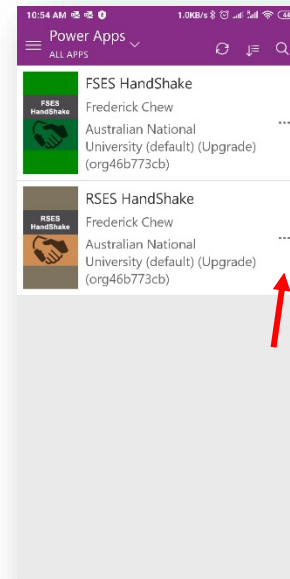 10:54 AM 1.0KB/s 44
Power Apps
ALL APPS
FSES HandShake
FSES
HandShake
Frederick Chew
Australian National
University (default) (Upgrade)
(org46b773cb)
RSES HandShake
RSES
HandShake
Frederick Chew
Australian National
University (default) (Upgrade)
(org46b773cb)